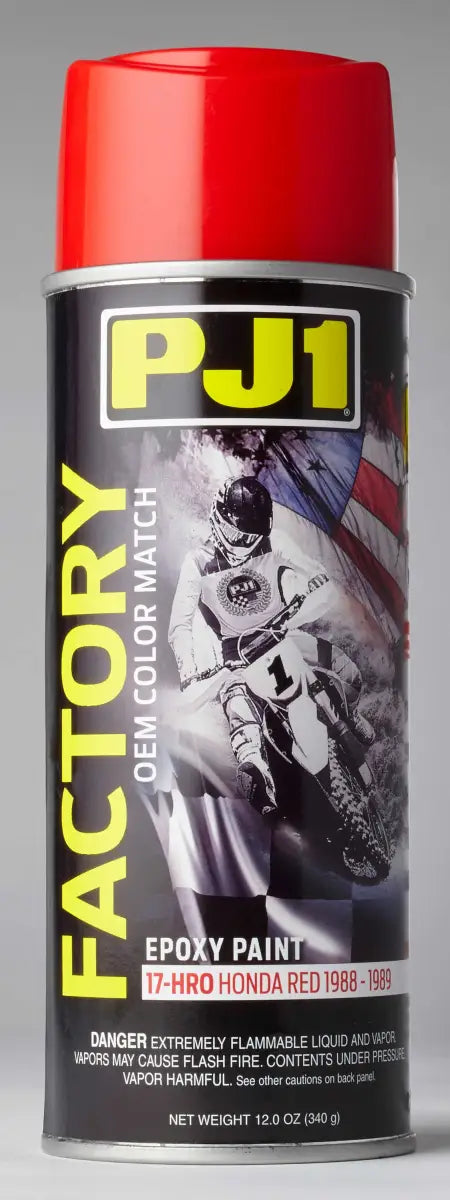 PJ1®
FACTORY
OEM COLOR MATCH
PJ1
1
EPOXY PAINT
17-HRO HONDA RED 1988 - 1989
DANGER EXTREMELY FLAMMABLE LIQUID AND VAPOR.
VAPORS MAY CAUSE FLASH FIRE. CONTENTS UNDER PRESSURE.
VAPOR HARMFUL. See other cautions on back panel.
NET WEIGHT 12.0 OZ (340 g)